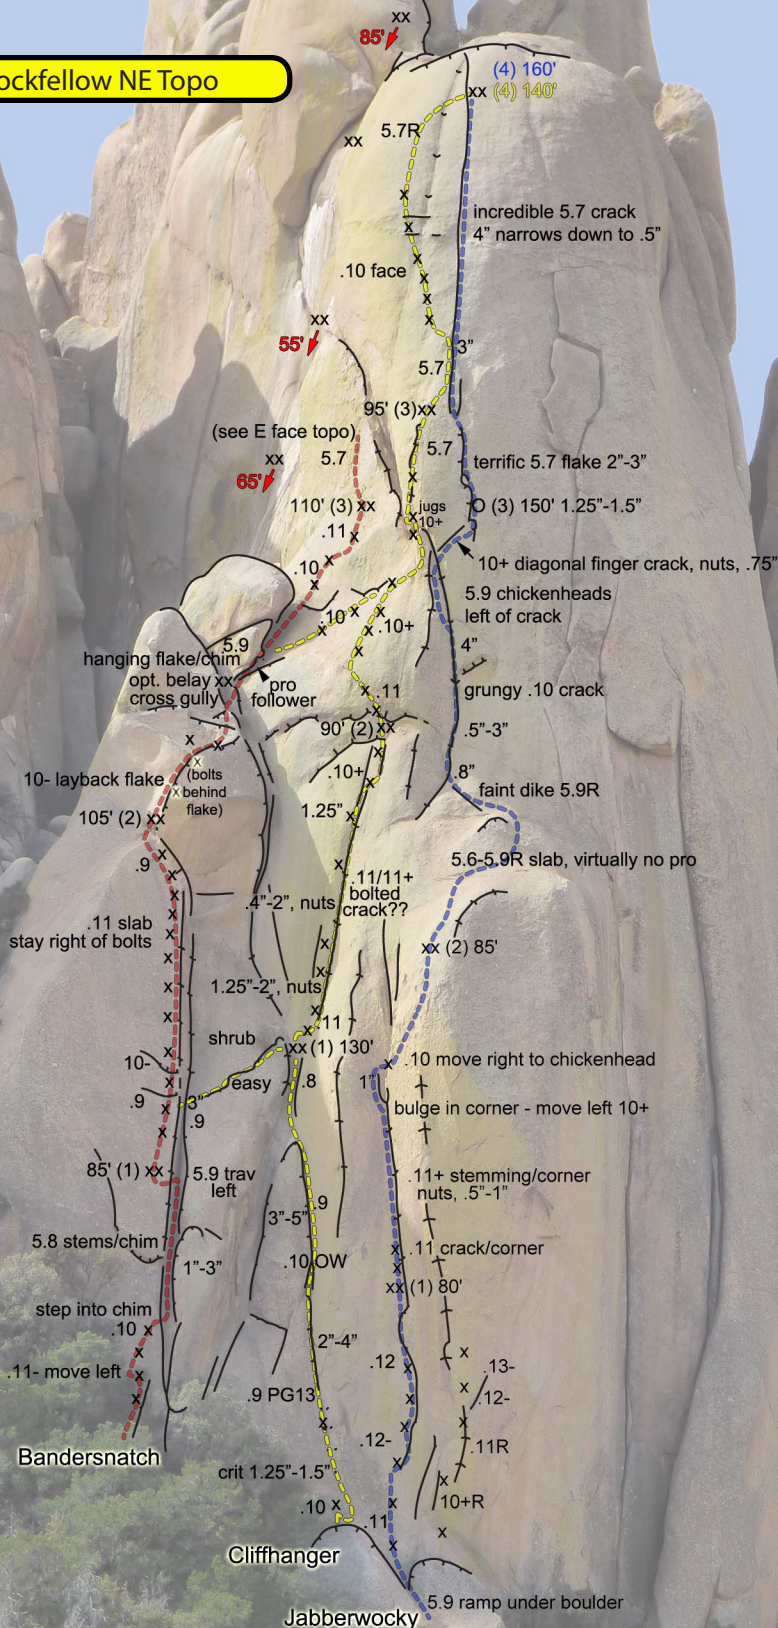 xx
85'
ockfellow NE Topo
(4) 160'
xx (4) 140'
5.7R
xx
x
incredible 5.7 crack
4” narrows down to .5”
x
x
.10 face
x
x
xx
x
55'
3”
5.7
95' (3)xx
(see E face topo)
5.7
5.7
xx
terrific 5.7 flake 2”-3”
65'
x
110' (3) xx
jugs
O (3) 150' 1.25”-1.5”
x
10+
.11
x
x
10+ diagonal finger crack, nuts, .75”
.10
x
x
x
5.9 chickenheads
left of crack
.10
x
x
x
x .10+
5.9
4”
hanging flake/chim
x
opt. belay xx
cross gully
pro
follower
x .11
grungy .10 crack
x
90' (2) xx
.5”-3”
x
x
x
10- layback flake
x
(bolts
behind
flake)
x
.10+
x
.8”
faint dike 5.9R
105' (2) xx
1.25”
x
.9
x
x
x
5.6-5.9R slab, virtually no pro
.11/11+
bolted
crack??
x
.4”-2”, nuts
x
.11 slab
stay right of bolts
x
x
x
xx (2) 85'
x
x
1.25”-2”, nuts
x
x
11
shrub
x
xx (1) 130'
x
10-
x
.10 move right to chickenhead
easy
.8
1”
x
.9
x
3”
.9
bulge in corner - move left 10+
x
85' (1) xx
5.9 trav
left
.11+ stemming/corner
nuts, .5”-1”
.9
3”-5”
5.8 stems/chim
x
.11 crack/corner
1”-3”
.10 OW
x
xx (1) 80'
step into chim
.10 x
2”-4”
x
x
.11- move left x
.12 x
.13-
x
x
x
.12-
.9 PG13
x
x
x
.12-
.11R
Bandersnatch
x
crit 1.25”-1.5”
x
.10 x
x
10+R
.11
x
x
Cliffhanger
5.9 ramp under boulder
Jabberwocky